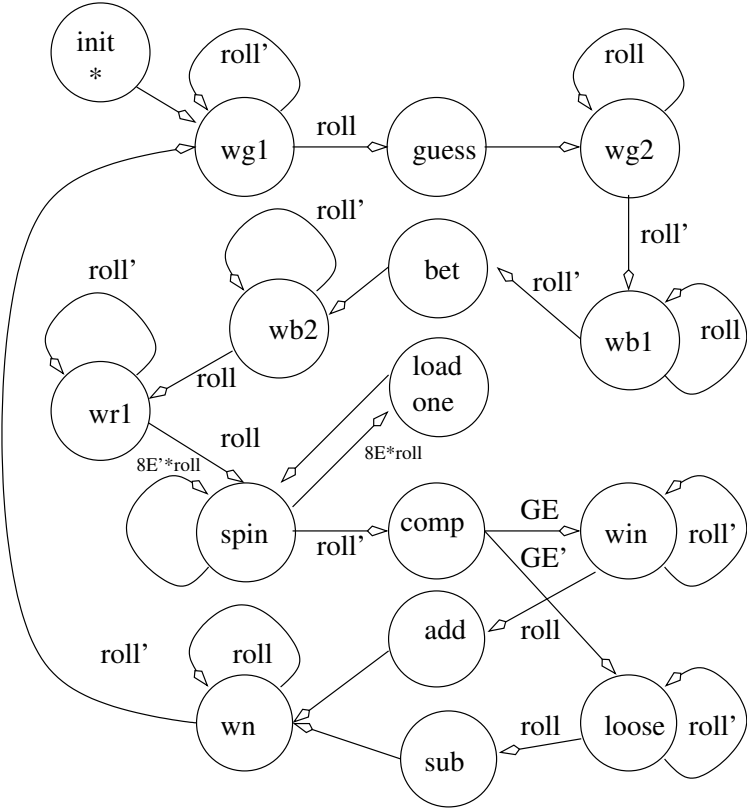 init
*
roll’
wg1
roll
guess
roll
wg2
roll’
roll’
wb2
bet
roll’
wb1
roll
roll’
wr1
roll
load
one
roll
8E’*roll
8E*roll
spin
roll’
comp
GE
GE’
win
roll’
add
roll
roll’
roll
wn
sub
roll
loose
roll’